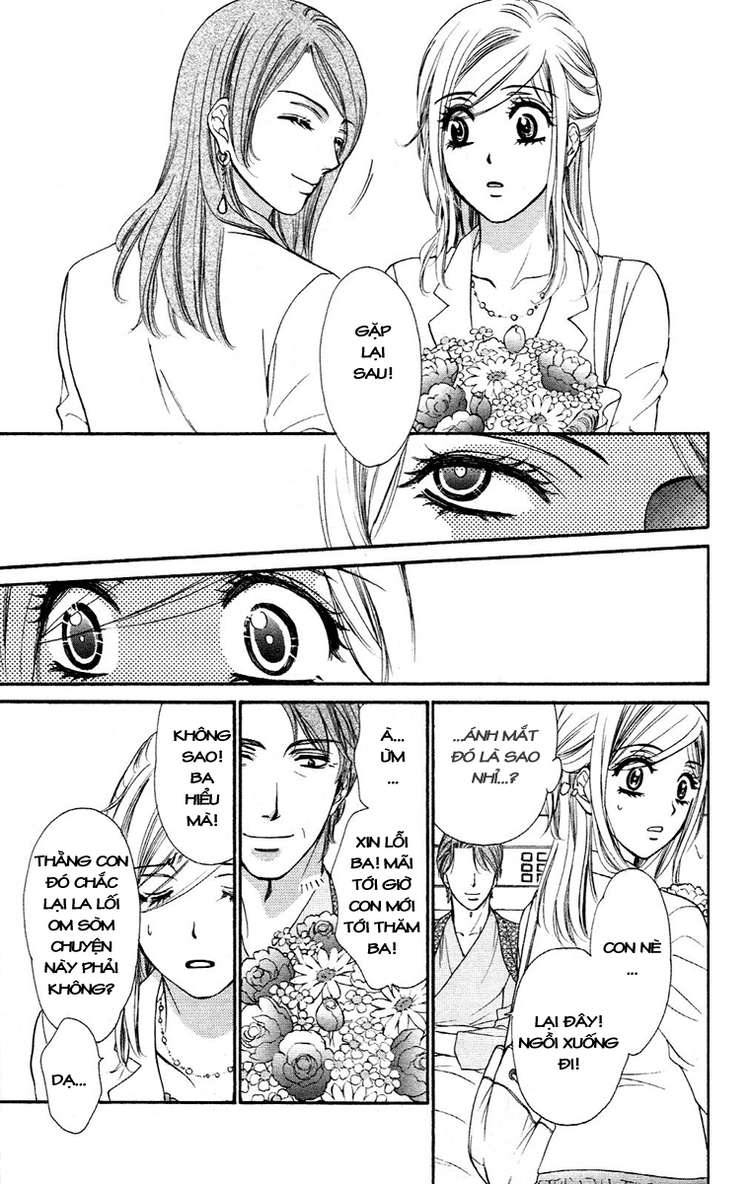 GẶP
LẠI
SAU!
...ÁNH MẮT
ĐÓ LÀ SAO
NHỈ...?
CON NÈ
...
LẠI ĐÂY!
NGỒI XUỐNG
ĐI!
À...
ỪM
...
XIN LỖI
BA! MÃI
TỚI GIỜ
CON MỚI
TỚI THĂM
BA!
KHÔNG
SAO!
BA
HIỂU
MÀ!
THẰNG CON
ĐÓ CHẮC
LẠI LA LỐI
OM SÒM
CHUYỆN
NÀY PHẢI
KHÔNG?
DẠ...